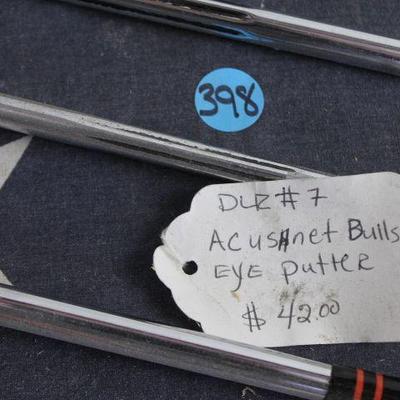 398
DLR #7
Acushnet Bulls
EYE Putter
$ 42.00